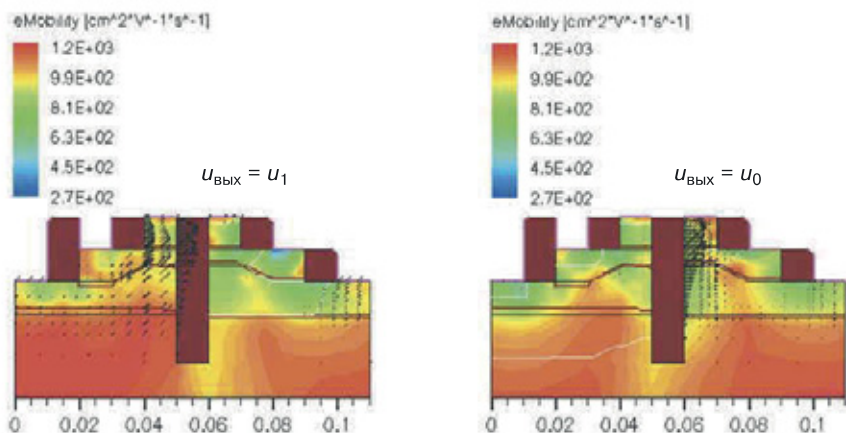 eMobility [cm^2*V^-1*s^-1]
1.2E+03
9.9E+02
8.1E+02
6.3E+02
4.5E+02
2.7E+02
uвых = u1
0 0.02 0.04 0.06 0.08 0.1
eMobility [cm^2*V^-1*s^-1]
1.2E+03
9.9E+02
8.1E+02
6.3E+02
4.5E+02
2.7E+02
uвых = u0
0 0.02 0.04 0.06 0.08 0.1